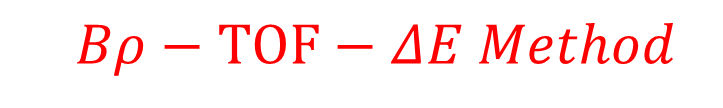 Bρ − TOF − ΔE Method